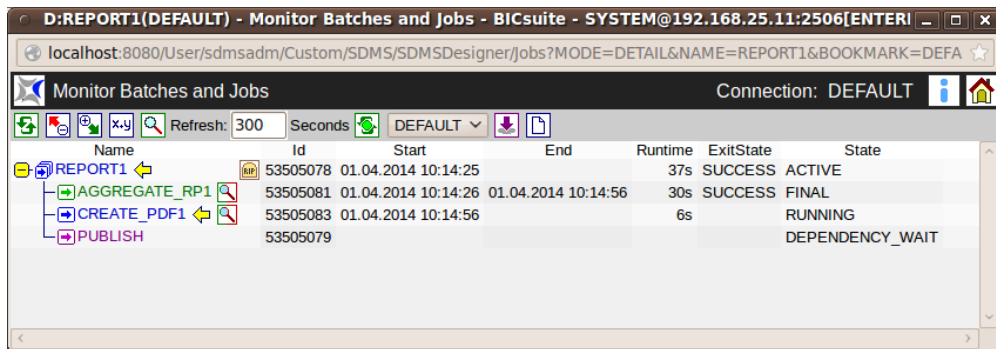 D:REPORT1(DEFAULT) - Monitor Batches and Jobs - BICsuite - SYSTEM@192.168.25.11:2506[ENTERI
localhost:8080/User/sdmsadm/Custom/SDMS/SDMSDesigner/Jobs?MODE=DETAIL&NAME=REPORT1&BOOKMARK=DEFA
Monitor Batches and Jobs Connection: DEFAULT
x+y Refresh: 300 Seconds DEFAULT
Name Id Start End Runtime ExitState State
REPORT1 RIP 53505078 01.04.2014 10:14:25 37s SUCCESS ACTIVE
AGGREGATE_RP1 53505081 01.04.2014 10:14:26 01.04.2014 10:14:56 30s SUCCESS FINAL
CREATE_PDF1 53505083 01.04.2014 10:14:56 6s RUNNING
PUBLISH 53505079 DEPENDENCY_WAIT